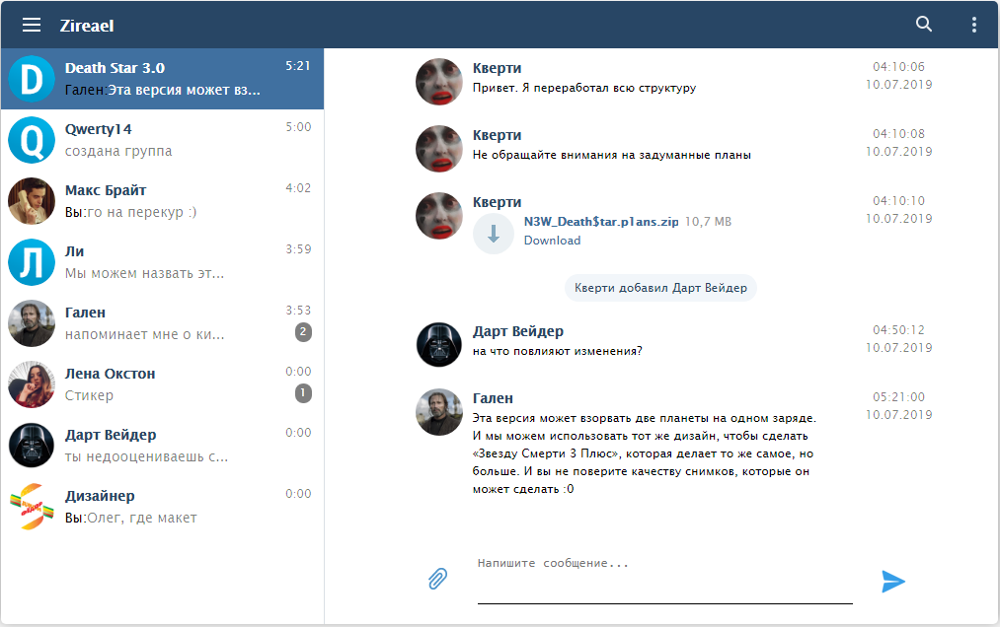 Zireael
Death Star 3.0 5:21
Гален:Эта версия может вз...
Qwerty14 5:00
создана группа
Макс Брайт 4:02
Вы:го на перекур :)
Ли 3:59
Мы можем назвать эт...
Гален 3:53
напоминает мне о ки... 2
Лена Окстон 0:00
Стикер 1
Дарт Вейдер 0:00
ты недооцениваешь с...
Дизайнер 0:00
Вы:Олег, где макет
Кверти 04:10:06
Привет. Я переработал всю структуру 10.07.2019
Кверти 04:10:08
Не обращайте внимания на задуманные планы 10.07.2019
Кверти 04:10:10
N3W_Death$tar.p1ans.zip 10,7 MB 10.07.2019
Download
Кверти добавил Дарт Вейдер
Дарт Вейдер 04:50:12
на что повлияют изменения? 10.07.2019
Гален 05:21:00
Эта версия может взорвать две планеты на одном заряде. 10.07.2019
И мы можем использовать тот же дизайн, чтобы сделать
«Звезду Смерти 3 Плюс», которая делает то же самое, но
больше. И вы не поверите качеству снимков, которые он
может сделать :0
Напишите сообщение...